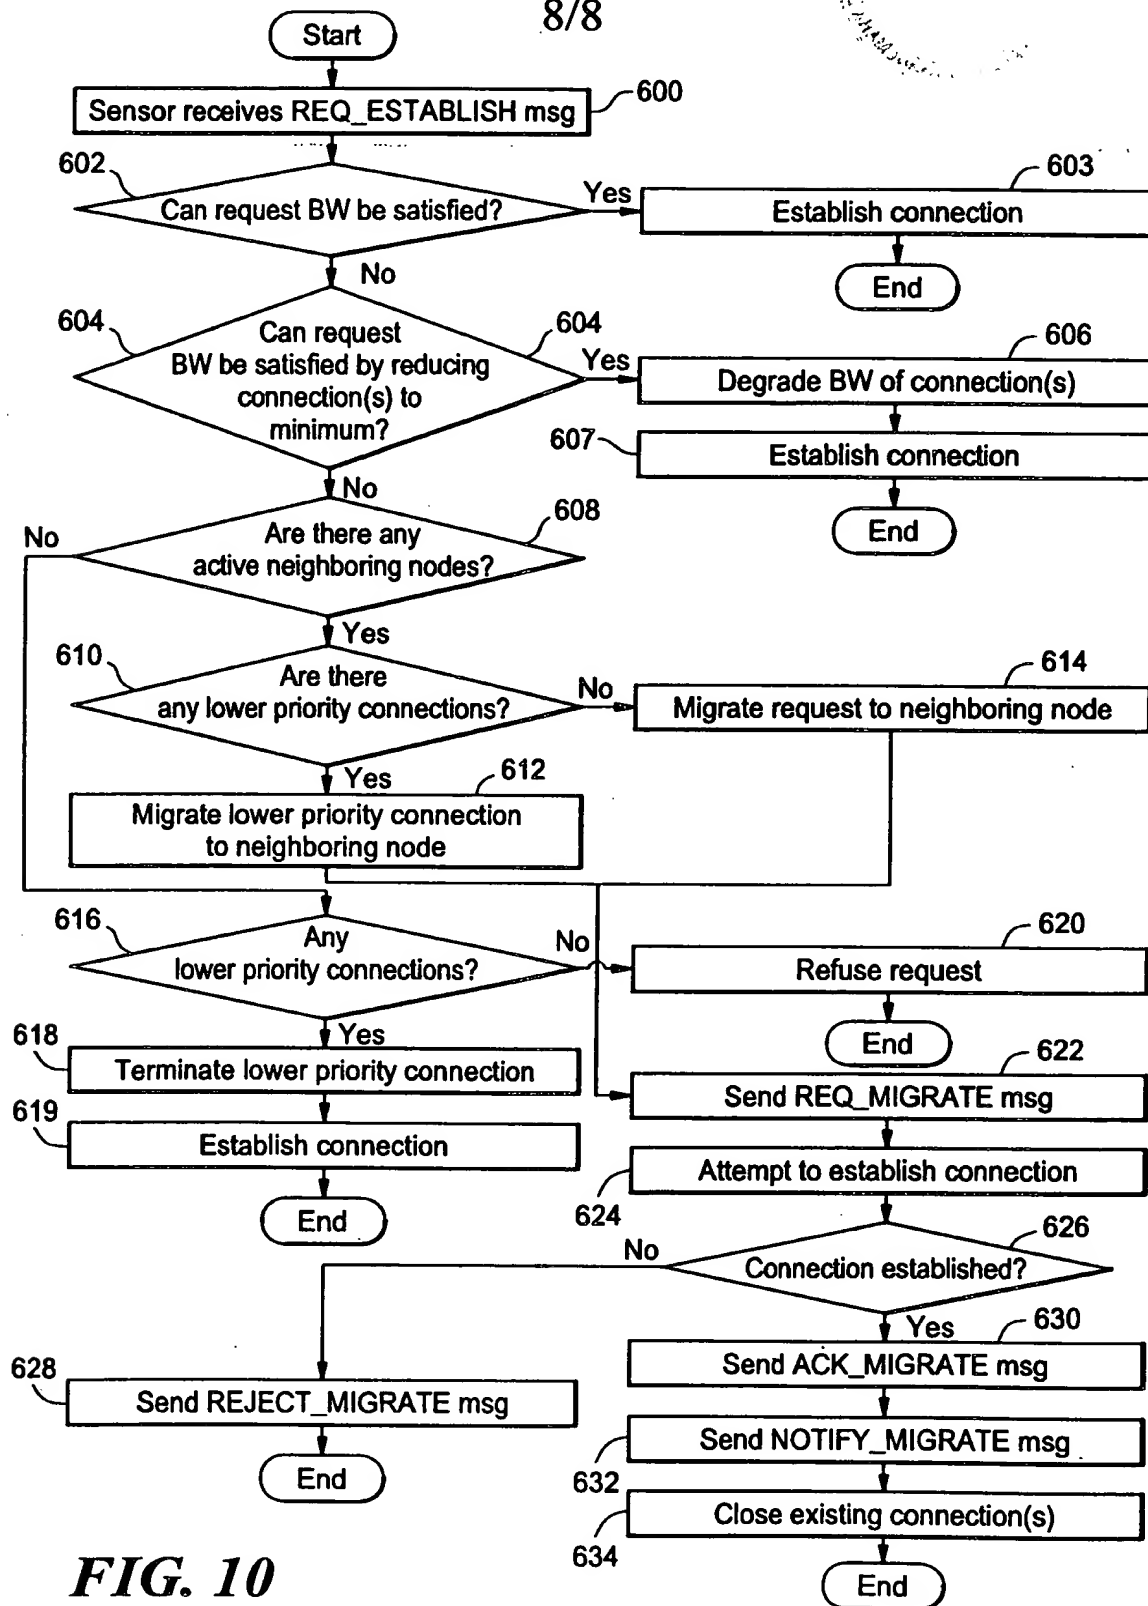 8/8
Start
Sensor receives REQ_ESTABLISH msg
600
602
Can request BW be satisfied?
Yes
603
Establish connection
End
No
604
Can request
BW be satisfied by reducing
connection(s) to
minimum?
604
Yes
606
Degrade BW of connection(s)
607
Establish connection
End
No
608
No
Are there any
active neighboring nodes?
Yes
610
Are there
any lower priority connections?
No
614
Migrate request to neighboring node
Yes
612
Migrate lower priority connection
to neighboring node
616
Any
lower priority connections?
No
620
Refuse request
End
Yes
618
Terminate lower priority connection
622
Send REQ_MIGRATE msg
619
Establish connection
End
Attempt to establish connection
624
626
No
Connection established?
Yes
630
Send ACK_MIGRATE msg
628
Send REJECT_MIGRATE msg
End
Send NOTIFY_MIGRATE msg
632
Close existing connection(s)
634
End
FIG. 10